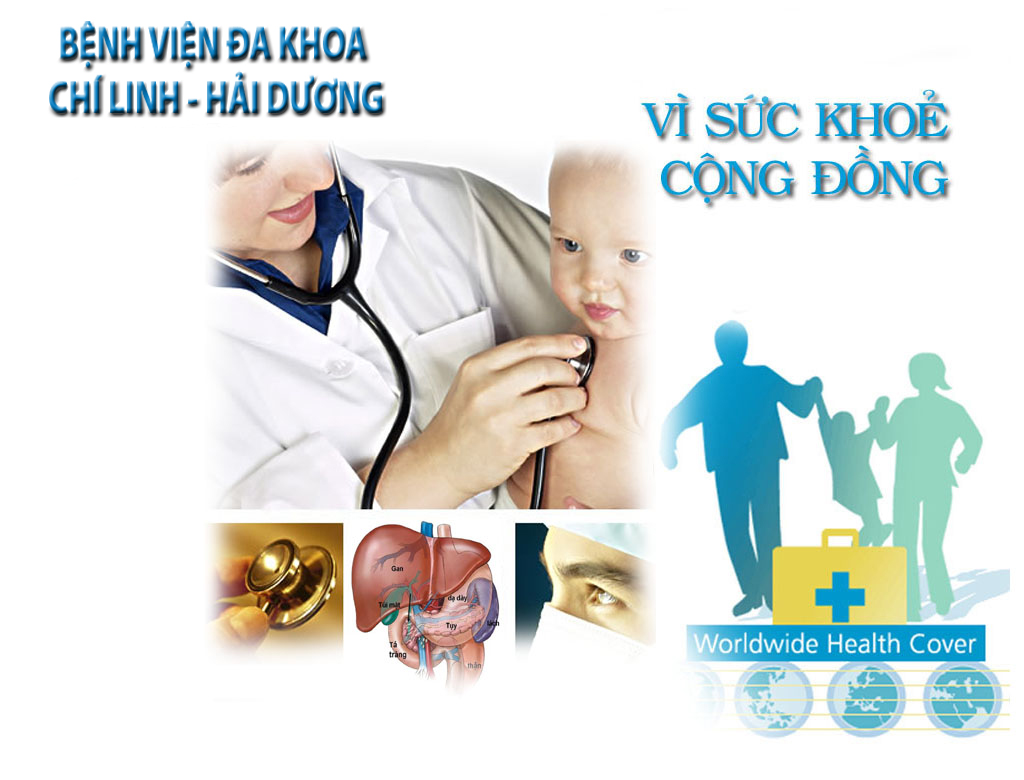 BỆNH VIỆN ĐA KHOA
CHÍ LINH - HẢI DƯƠNG
VÌ SỨC KHOẺ
CỘNG ĐỒNG
Gan
Túi mật
dạ dày
Tụy
lách
Tá
tràng
thận
Worldwide Health Cover